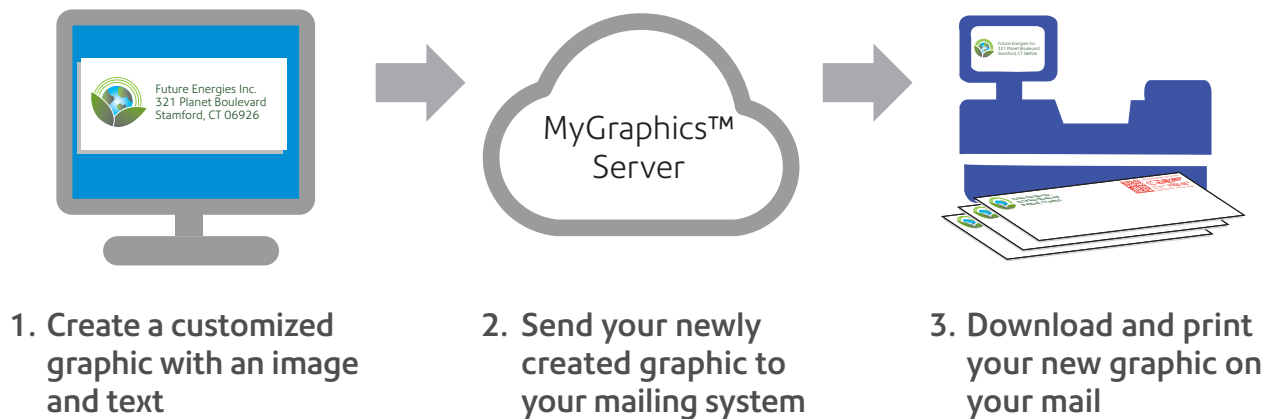 Future Energies Inc.
321 Planet Boulevard
Stamford, CT 06926
MyGraphics™
Server
Future Energies Inc.
321 Planet Boulevard
Stamford, CT 06926
1. Create a customized
graphic with an image
and text
2. Send your newly
created graphic to
your mailing system
3. Download and print
your new graphic on
your mail